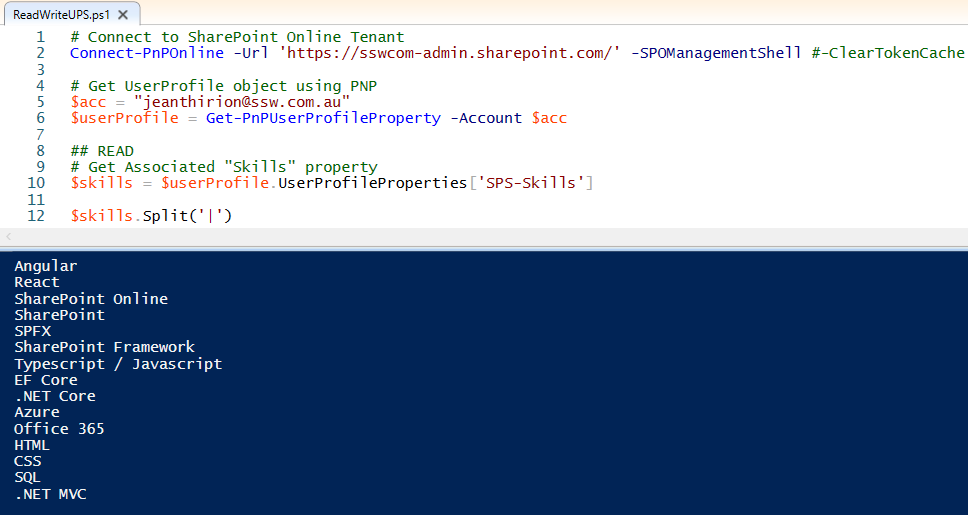 ReadWriteUPS.ps1
1 # Connect to SharePoint Online Tenant
2 Connect-PnPOnline -Url 'https://sswcom-admin.sharepoint.com/' -SPOManagementShell #-ClearTokenCache
3
4 # Get UserProfile object using PNP
5 $acc = "jeanthirion@ssw.com.au"
6 $userProfile = Get-PnPUserProfileProperty -Account $acc
7
8 ## READ
9 # Get Associated "Skills" property
10 $skills = $userProfile.UserProfileProperties['SPS-Skills']
11
12 $skills.Split('|')
Angular
React
SharePoint Online
SharePoint
SPFX
SharePoint Framework
Typescript / Javascript
EF Core
.NET Core
Azure
Office 365
HTML
CSS
SQL
.NET MVC